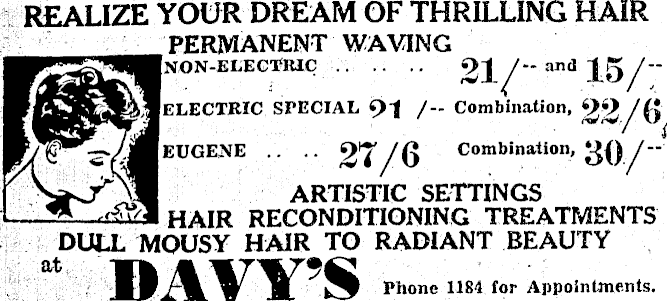 REALIZE YOUR DREAM OF THRILLING HAIR
PERMANENT WAVING
NON-ELECTRIC .. .. .. 21/-- and 15/--
ELECTRIC SPECIAL 21/-- Combination, 22/6
EUGENE .. .. 27/6 Combination, 30/--
ARTISTIC SETTINGS
HAIR RECONDITIONING TREATMENTS
DULL MOUSY HAIR TO RADIANT BEAUTY
at DAVY'S Phone 1184 for Appointments.